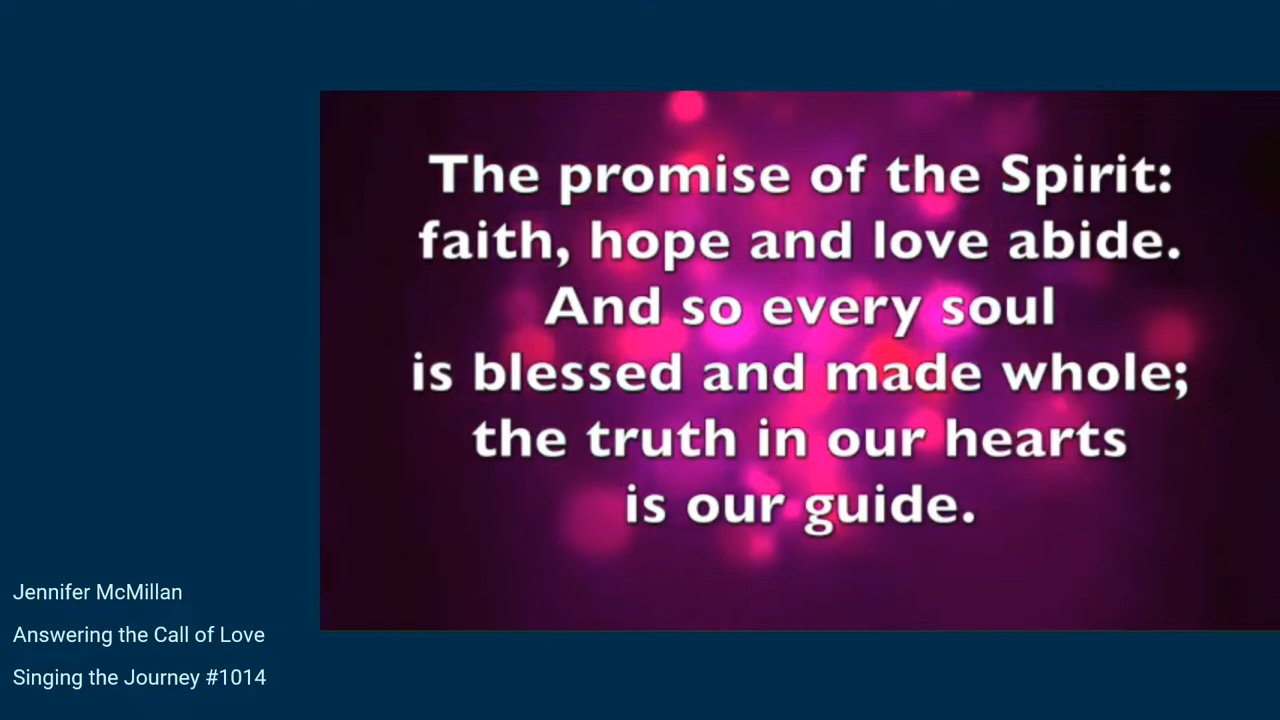 The promise of the Spirit:
faith, hope and love abide.
And so every soul
is blessed and made whole;
the truth in our hearts
is our guide.
Jennifer McMillan
Answering the Call of Love
Singing the Journey #1014